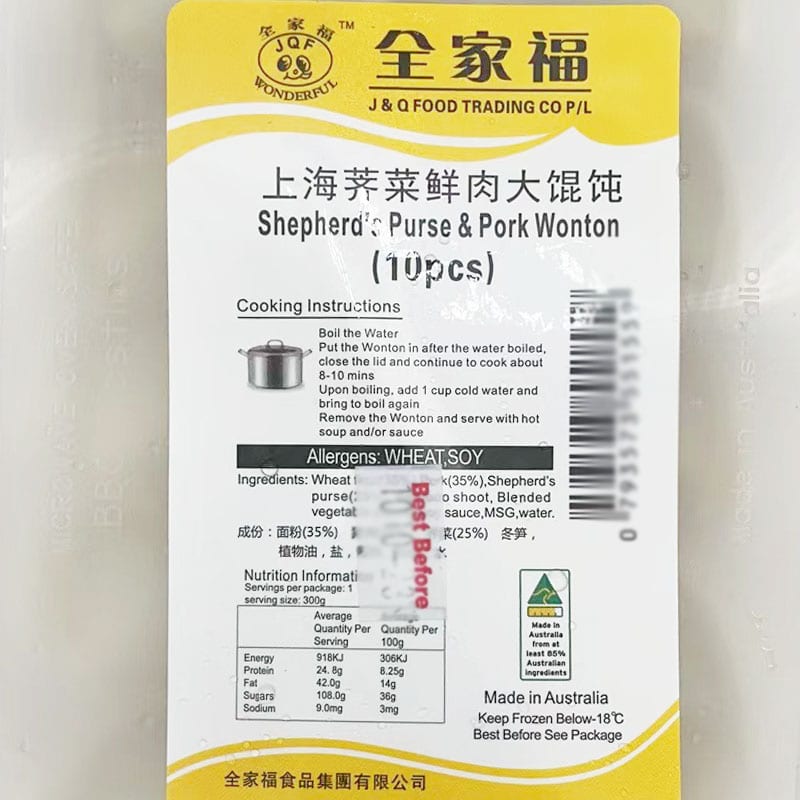 全家福 TM
JQF
WONDERFUL
全家福
J & Q FOOD TRADING CO P/L
上海荠菜鲜肉大馄饨
Shepherd's Purse & Pork Wonton
(10pcs)
Cooking Instructions
Boil the Water
Put the Wonton in after the water boiled,
close the lid and continue to cook about
8-10 mins
Upon boiling, add 1 cup cold water and
bring to boil again
Remove the Wonton and serve with hot
soup and/or sauce
Allergens: WHEAT,SOY
Ingredients: Wheat (35%),Shepherd's
shoot, Blended
sauce,MSG,water.
成份：面粉(35%) 菜(25%) 冬笋，
植物油，盐，
Best Before
Nutrition
Servings per package: 1
serving size: 300g
Average
Quantity Per Quantity Per
Serving 100g
Energy 918KJ 306KJ
Protein 24.8g 8.25g
Fat 42.0g 14g
Sugars 108.0g 36g
Sodium 9.0mg 3mg
Made in
Australia
from at
least 85%
Australian
ingredients
Made in Australia
Keep Frozen Below-18℃
Best Before See Package
全家福食品集團有限公司